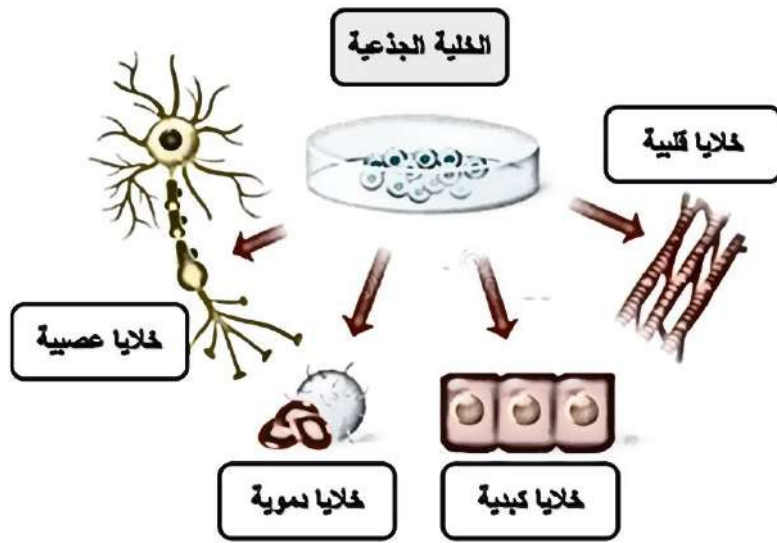 الخلية الجذعية
خلايا قلبية
خلايا عصبية
خلايا كبدية
خلايا دموية